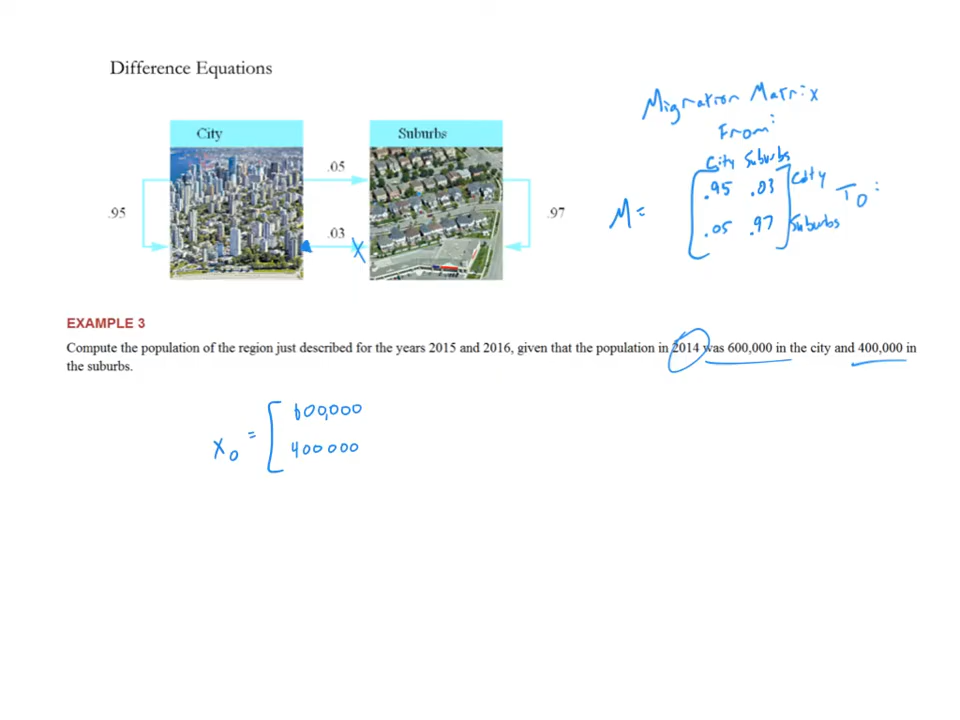 Difference Equations
Migration Matrix
From:
City Suburbs
City
Suburbs
.05
.95
.97
.03
M = [ .95 .03 ] City
To:
[ .05 .97 ] Suburbs
X
EXAMPLE 3
Compute the population of the region just described for the years 2015 and 2016, given that the population in 2014 was 600,000 in the city and 400,000 in
the suburbs.
x0 = [ 600,000
400000